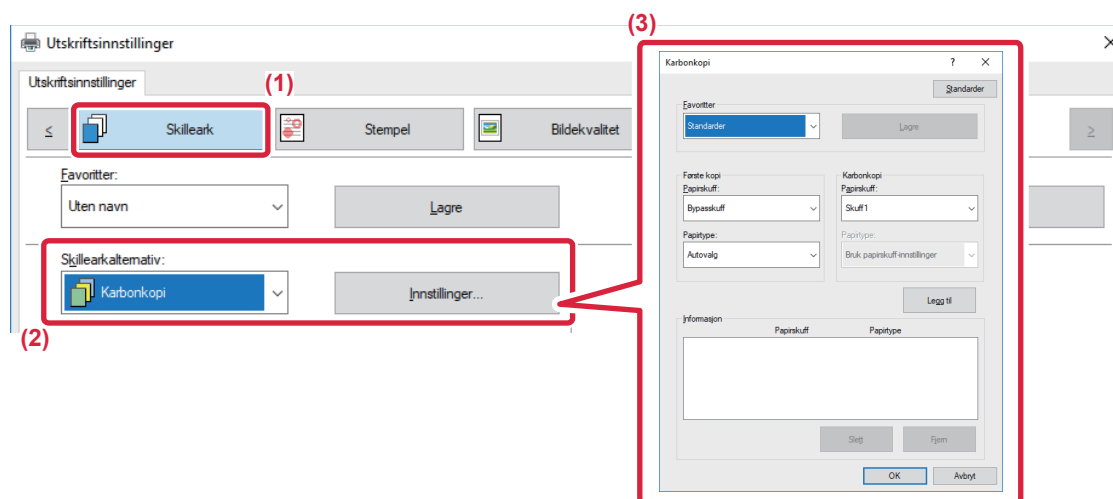 (3)
Utskriftsinnstillinger
Utskriftsinnstillinger
(1)
< Skilleark Stempel Bildekvalitet >
Favoritter:
Uten navn Lagre
Skillearkalternativ:
Karbonkopi Innstillinger...
(2)
Karbonkopi ? ×
Standarder
Favoritter
Standarder Lagre
Første kopi Karbonkopi
Papirskuff: Papirskuff:
Bypasskuff Skuff1
Papirtype: Papirtype:
Autovalg Bruk papirskuff-innstillinger
Legg til
Informasjon
Papirskuff Papirtype
Slett Fjern
OK Avbryt